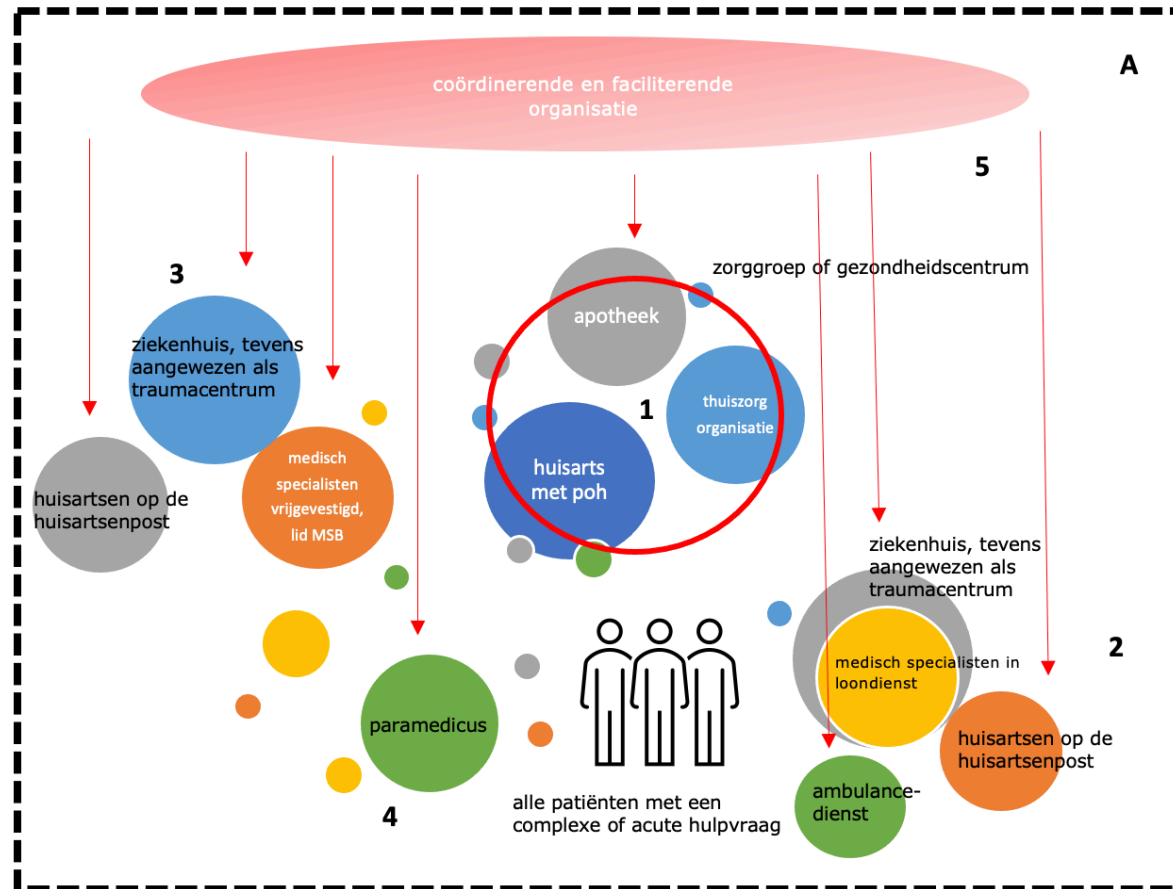 A
coördinerende en faciliterende
organisatie
5
3
zorggroep of gezondheidscentrum
apotheek
ziekenhuis, tevens
aangewezen als
traumacentrum
1
thuiszorg
organisatie
medisch
specialisten
vrijgevestigd,
lid MSB
huisarts
met poh
huisartsen op de
huisartsenpost
ziekenhuis, tevens
aangewezen als
traumacentrum
2
medisch specialisten in
loondienst
paramedicus
huisartsen op de
huisartsenpost
ambulance-
dienst
4
alle patiënten met een
complexe of acute hulpvraag